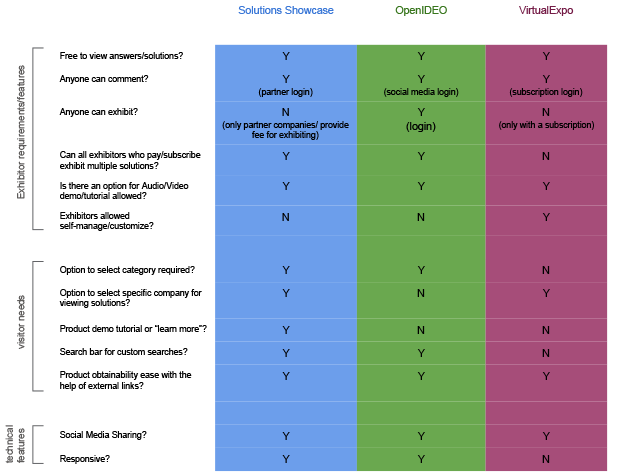 Solutions Showcase OpenIDEO VirtualExpo
Exhibitor requirements/features
Free to view answers/solutions? Y Y Y
Anyone can comment? Y Y Y
(partner login) (social media login) (subscription login)
Anyone can exhibit? N Y N
(only partner companies/ provide (login) (only with a subscription)
fee for exhibiting)
Can all exhibitors who pay/subscribe
exhibit multiple solutions? Y Y N
Is there an option for Audio/Video
demo/tutorial allowed? Y Y Y
Exhibitors allowed
self-manage/customize? N N Y
visitor needs
Option to select category required? Y Y N
Option to select specific company for
viewing solutions? Y N Y
Product demo tutorial or "learn more"? Y N N
Search bar for custom searches? Y Y N
Product obtainability ease with the
help of external links? Y Y Y
technical
features
Social Media Sharing? Y Y Y
Responsive? Y Y N